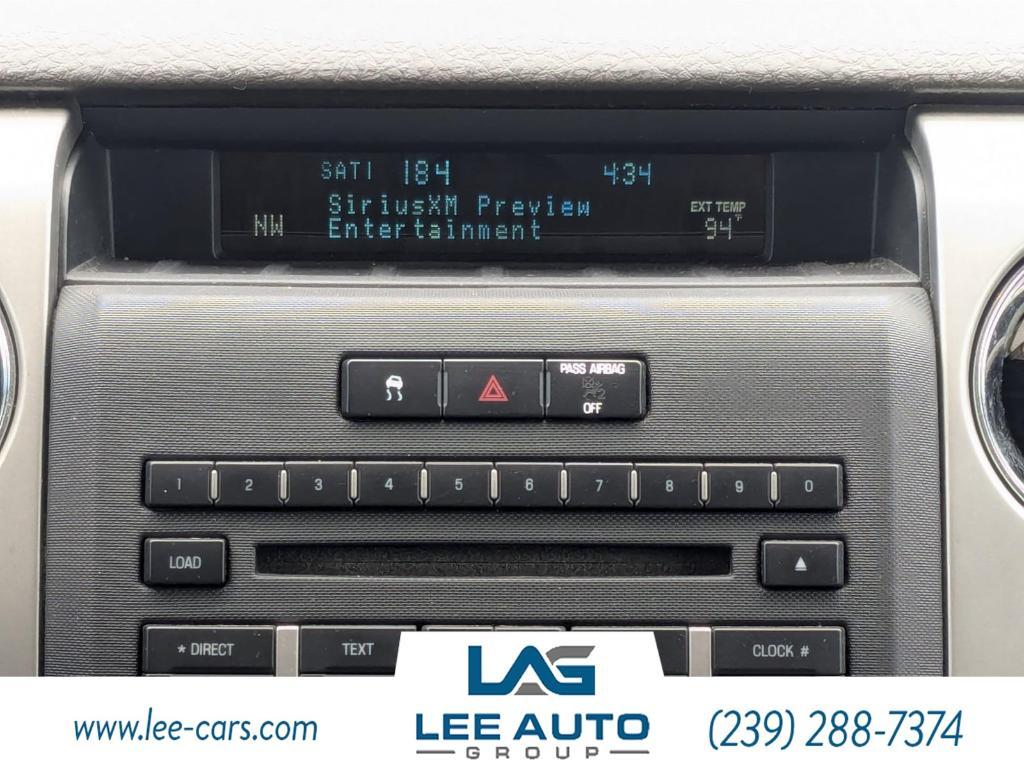 SAT1 184 4:34
SiriusXM Preview EXT TEMP
NW Entertainment 94°F
PASS AIRBAG
OFF
1 2 3 4 5 6 7 8 9 0
LOAD
* DIRECT TEXT CLOCK #
LAG
www.lee-cars.com LEE AUTO (239) 288-7374
GROUP